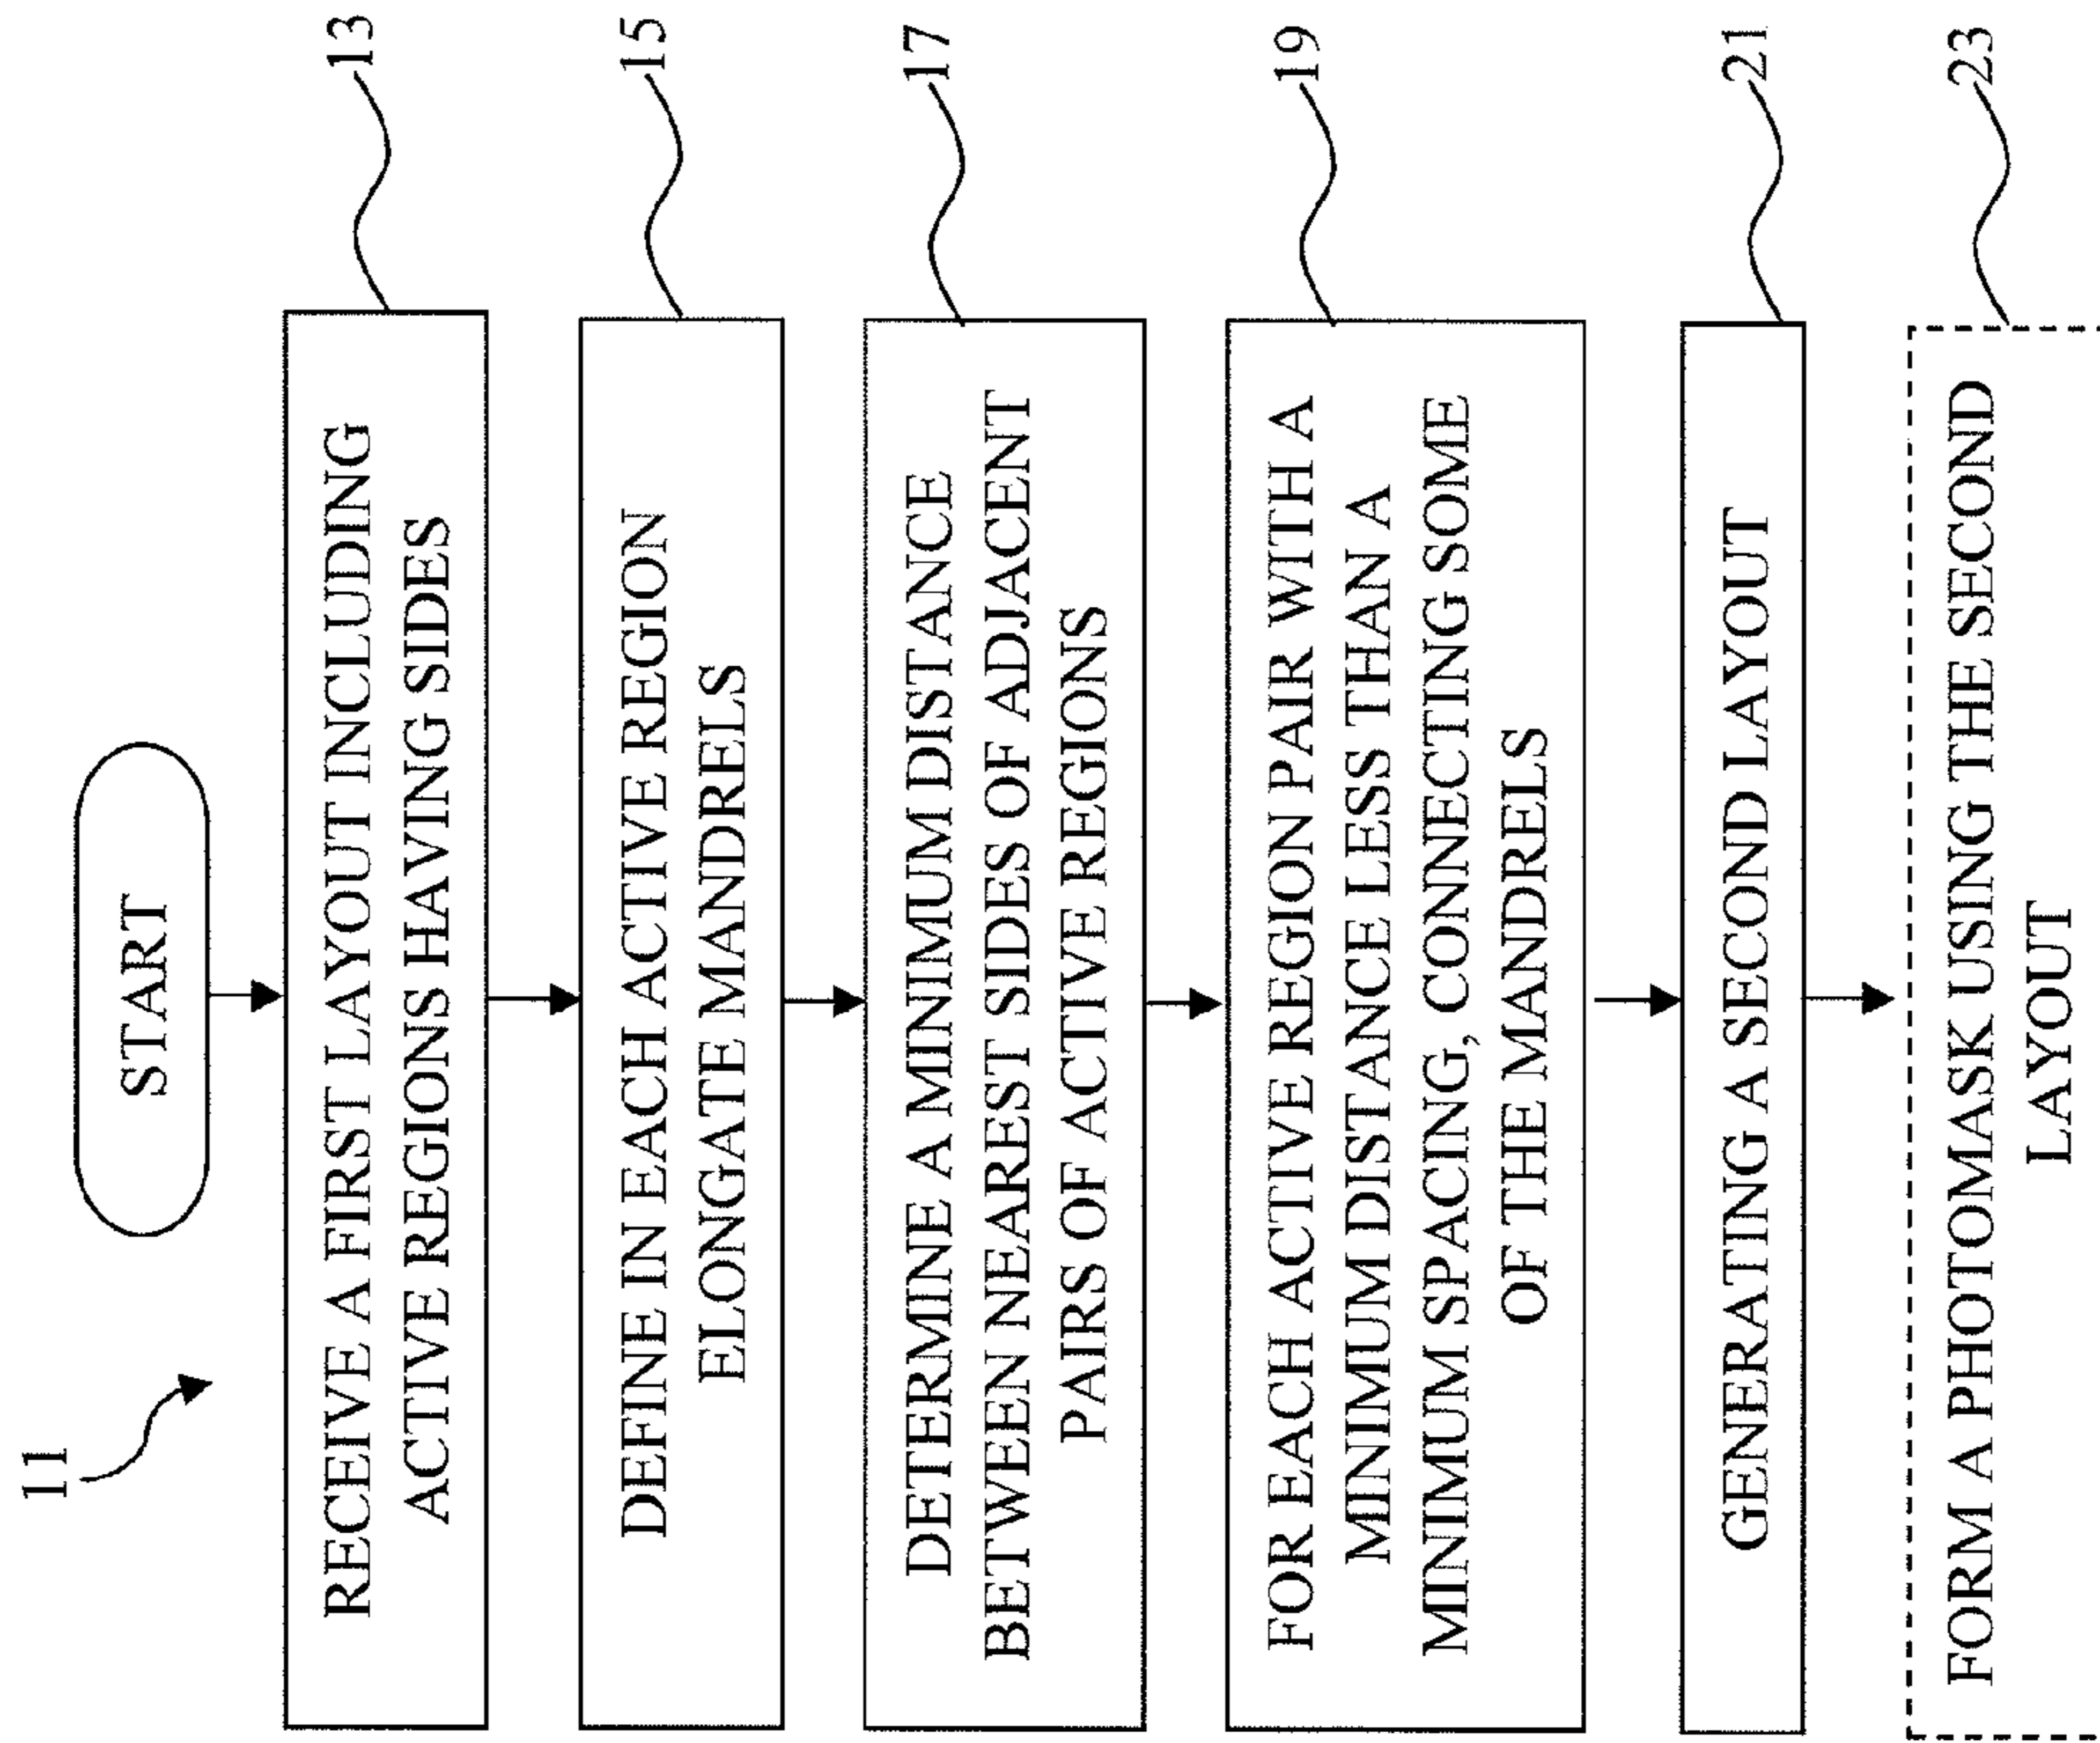 11
START
RECEIVE A FIRST LAYOUT INCLUDING
ACTIVE REGIONS HAVING SIDES
13
DEFINE IN EACH ACTIVE REGION
ELONGATE MANDRELS
15
DETERMINE A MINIMUM DISTANCE
BETWEEN NEAREST SIDES OF ADJACENT
PAIRS OF ACTIVE REGIONS
17
FOR EACH ACTIVE REGION PAIR WITH A
MINIMUM DISTANCE LESS THAN A
MINIMUM SPACING, CONNECTING SOME
OF THE MANDRELS
19
GENERATING A SECOND LAYOUT
21
FORM A PHOTOMASK USING THE SECOND
LAYOUT
23